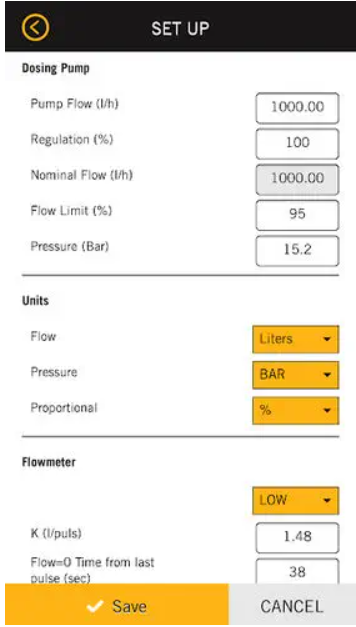 SET UP
Dosing Pump
Pump Flow (l/h) 1000.00
Regulation (%) 100
Nominal Flow (l/h) 1000.00
Flow Limit (%) 95
Pressure (Bar) 15.2
Units
Flow Liters
Pressure BAR
Proportional %
Flowmeter
LOW
K (l/puls) 1.48
Flow=0 Time from last
pulse (sec) 38
Save CANCEL